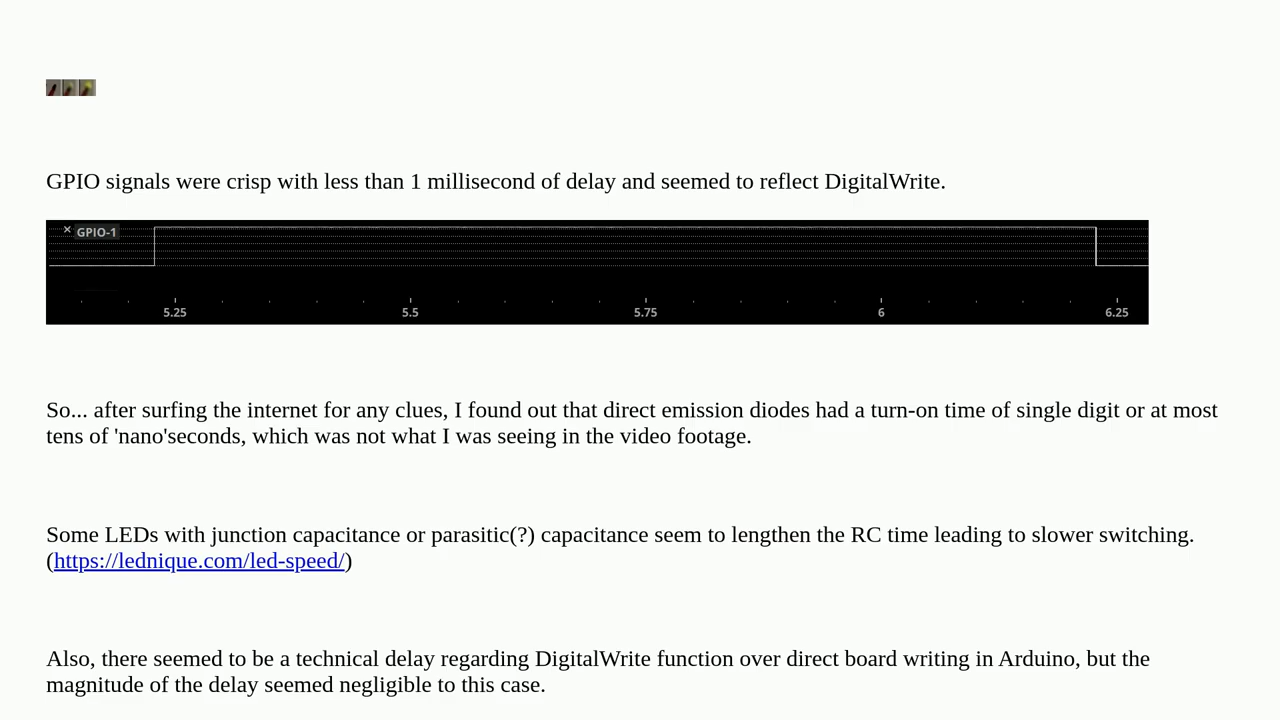 GPIO signals were crisp with less than 1 millisecond of delay and seemed to reflect DigitalWrite.
× GPIO-1
5.25 5.5 5.75 6 6.25
So... after surfing the internet for any clues, I found out that direct emission diodes had a turn-on time of single digit or at most
tens of 'nano'seconds, which was not what I was seeing in the video footage.
Some LEDs with junction capacitance or parasitic(?) capacitance seem to lengthen the RC time leading to slower switching.
(https://lednique.com/led-speed/)
Also, there seemed to be a technical delay regarding DigitalWrite function over direct board writing in Arduino, but the
magnitude of the delay seemed negligible to this case.